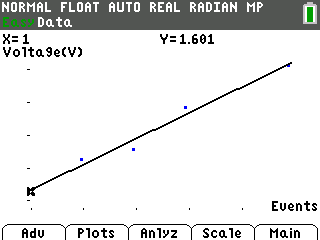 NORMAL FLOAT AUTO REAL RADIAN MP
EasyData
X=1 Y=1.601
Voltage(V)
Events
Adv Plots Anlyz Scale Main